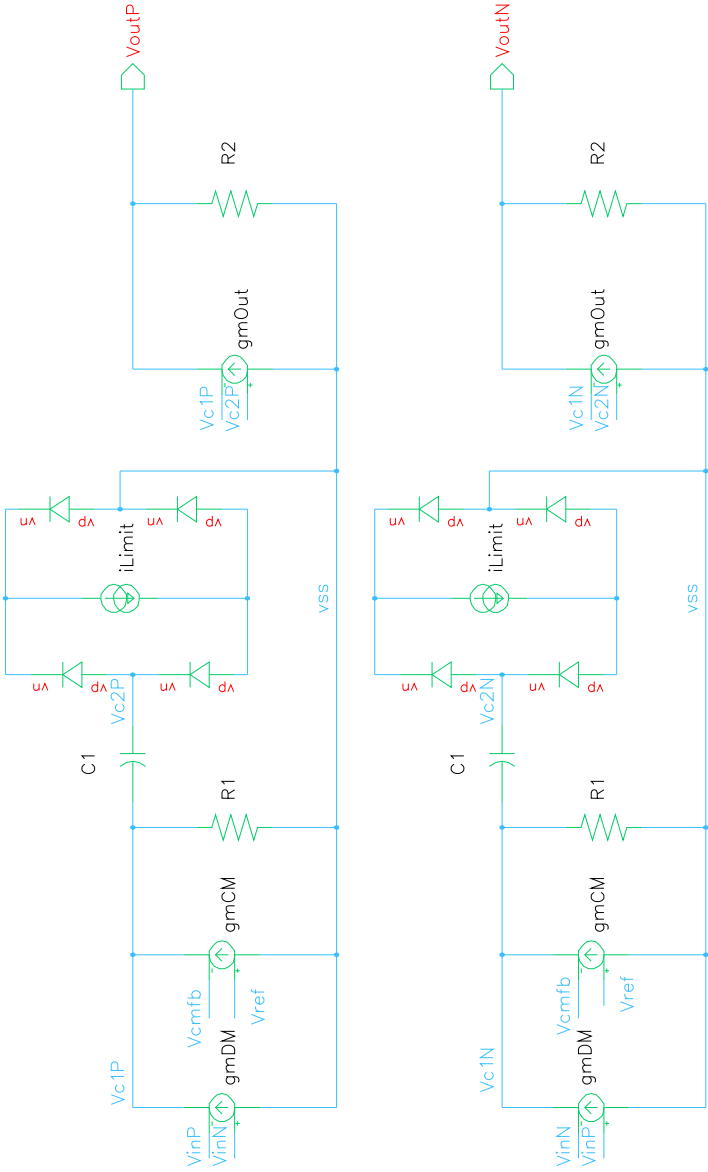 VoutP
VoutN
R2
R2
gmOut
gmOut
Vc1P
Vc2P
-
+
Vc1N
Vc2N
-
+
vn
vp
vn
vp
vn
vp
vn
vp
iLimit
iLimit
vss
vss
vn
vp
vn
vp
vn
vp
vn
vp
Vc2P
Vc2N
C1
C1
R1
R1
gmCM
gmCM
Vcmfb
Vref
-
+
Vcmfb
Vref
-
+
Vc1P
Vc1N
gmDM
gmDM
VinP
VinN
-
+
VinN
VinP
-
+